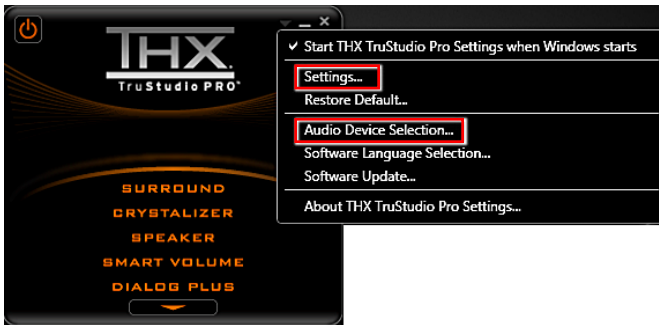 THX
TruStudio PRO
SURROUND
CRYSTALIZER
SPEAKER
SMART VOLUME
DIALOG PLUS
Start THX TruStudio Pro Settings when Windows starts
Settings...
Restore Default...
Audio Device Selection...
Software Language Selection...
Software Update...
About THX TruStudio Pro Settings...